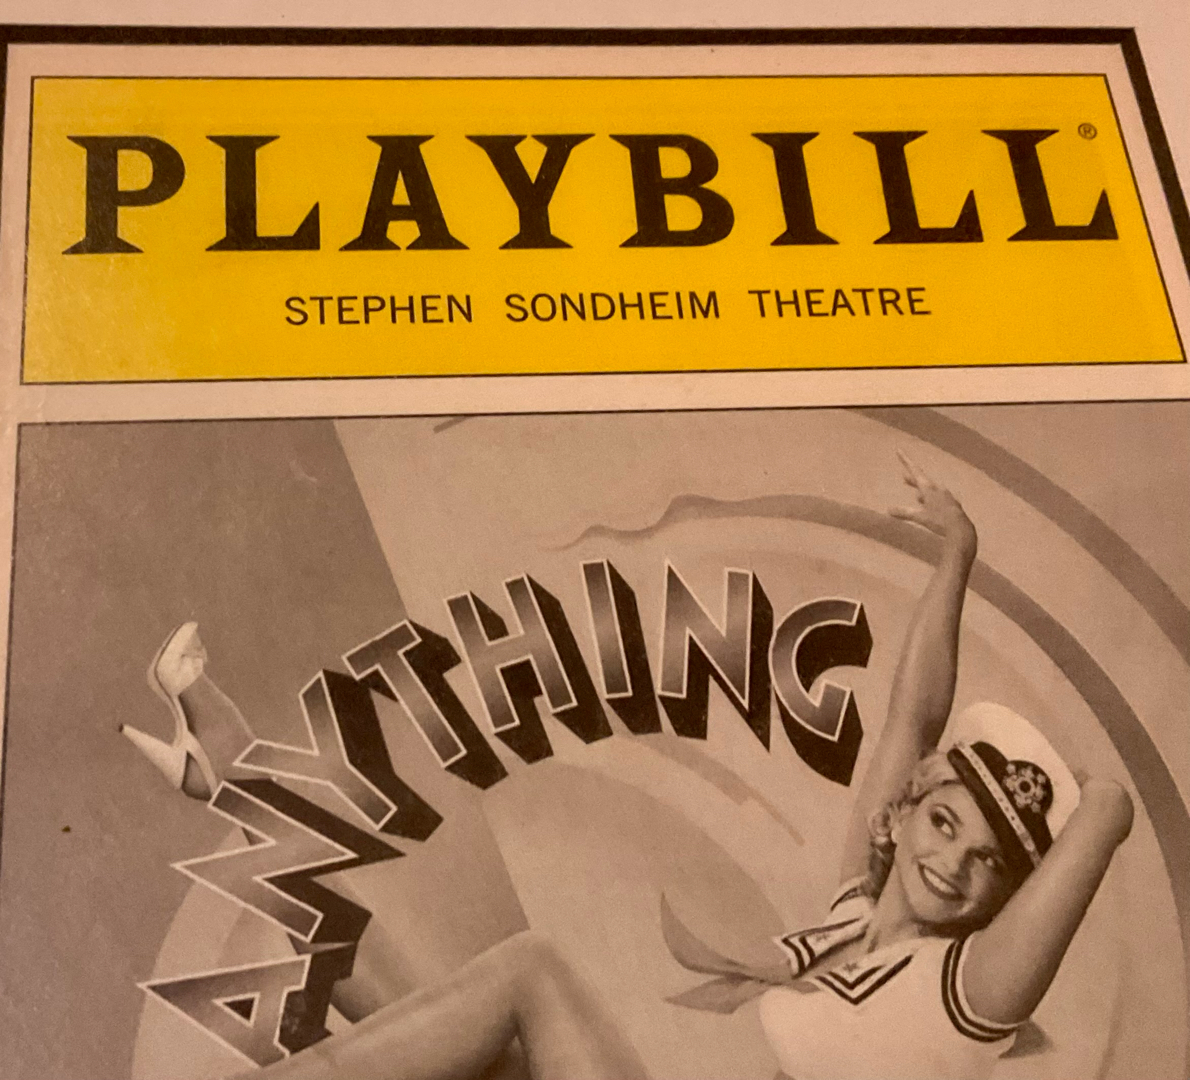 PLAYBILL®
STEPHEN SONDHEIM THEATRE
ANYTHING